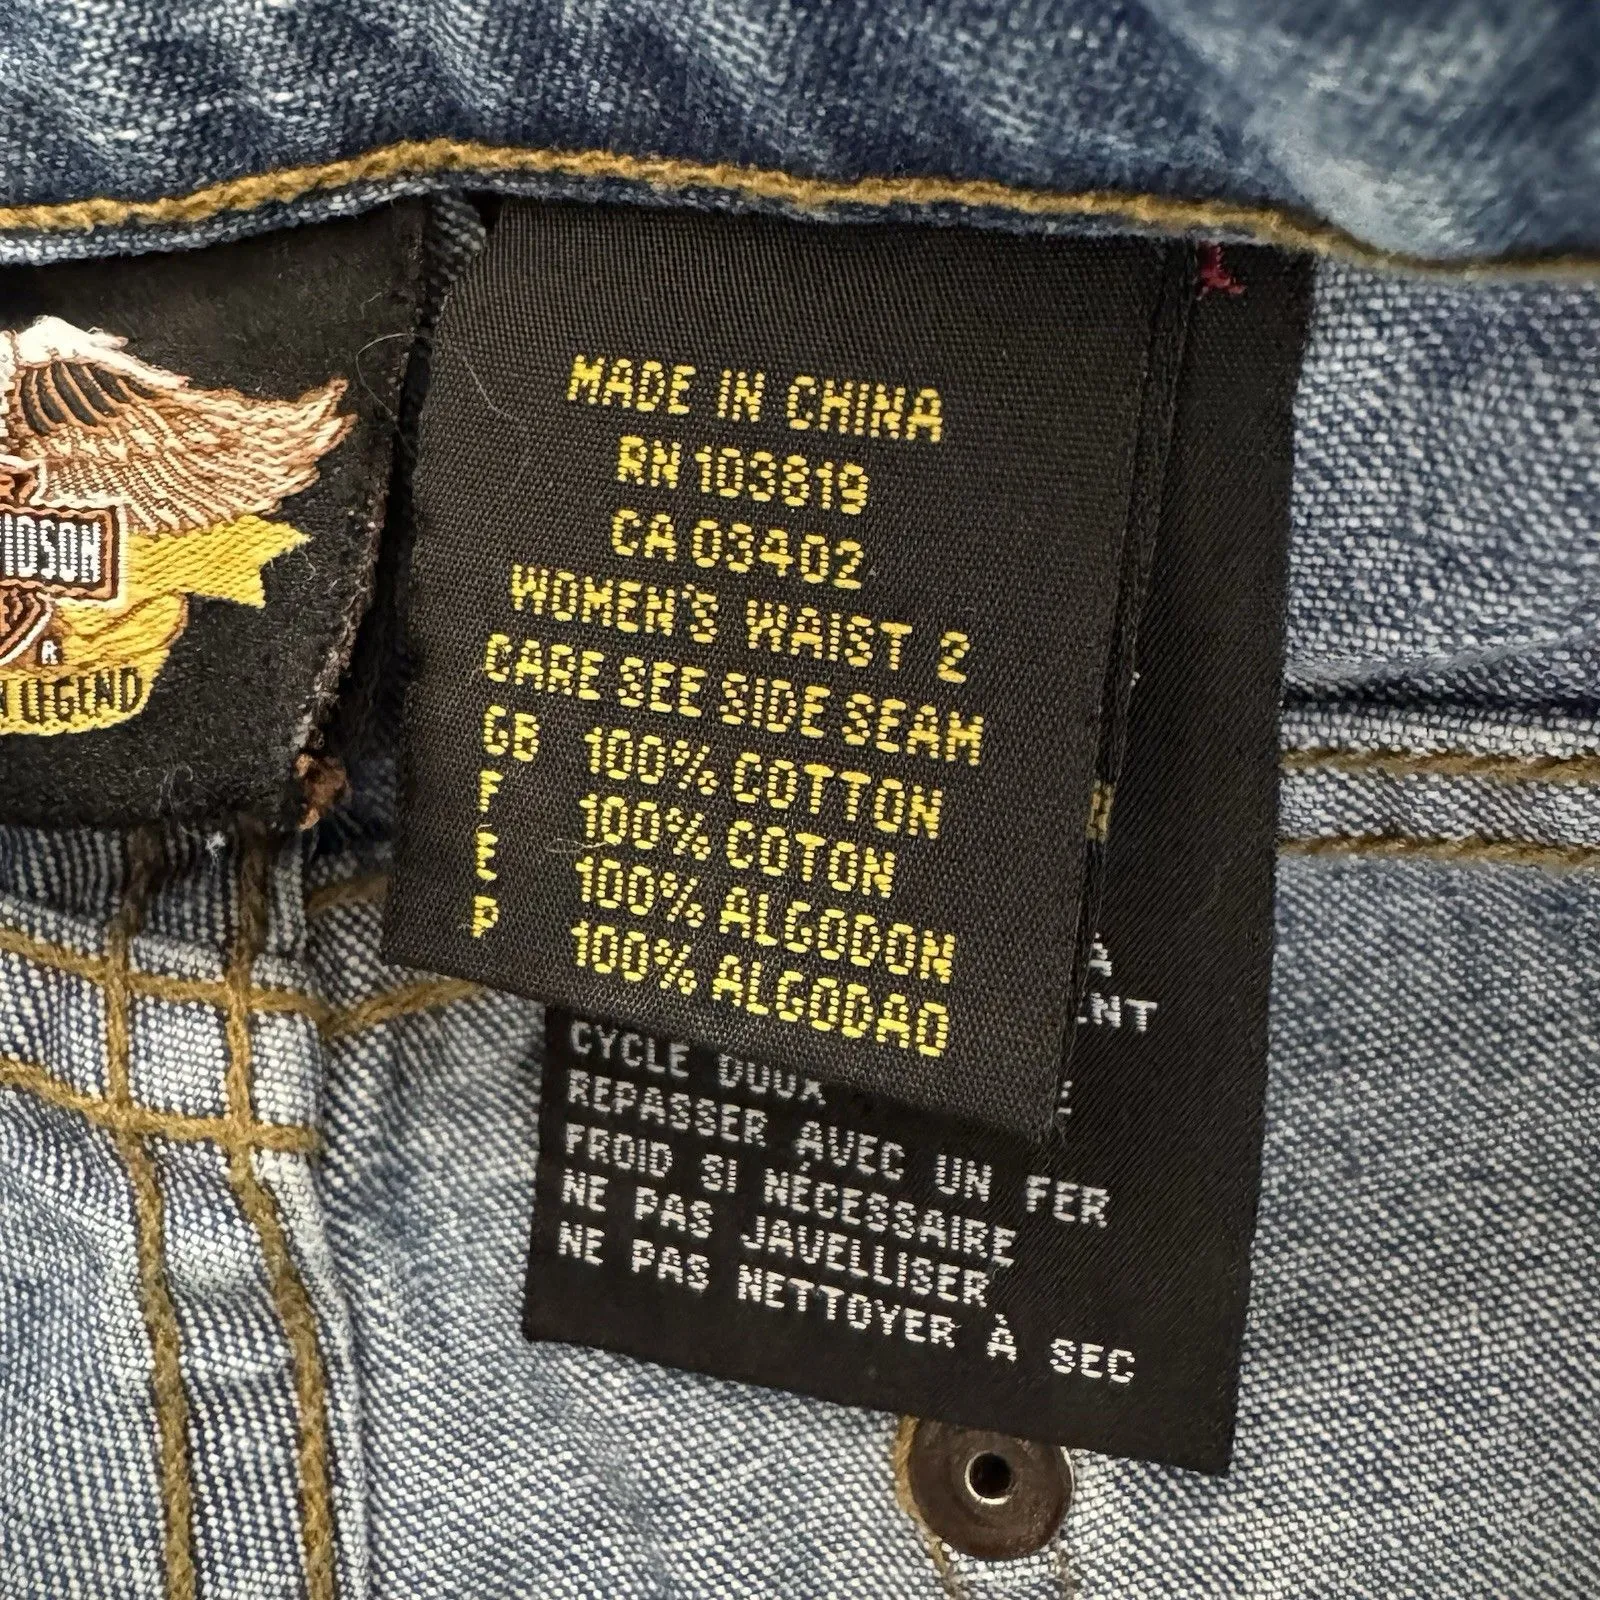 MADE IN CHINA
RN 103819
CA 03402
WOMEN'S WAIST 2
CARE SEE SIDE SEAM
GB 100% COTTON
F 100% COTON
E 100% ALGODON
P 100% ALGODAO
CYCLE DOUX
REPASSER AVEC UN FER
FROID SI NÉCESSAIRE
NE PAS JAVELLISER
NE PAS NETTOYER À SEC
IDSON
R
LEGEND